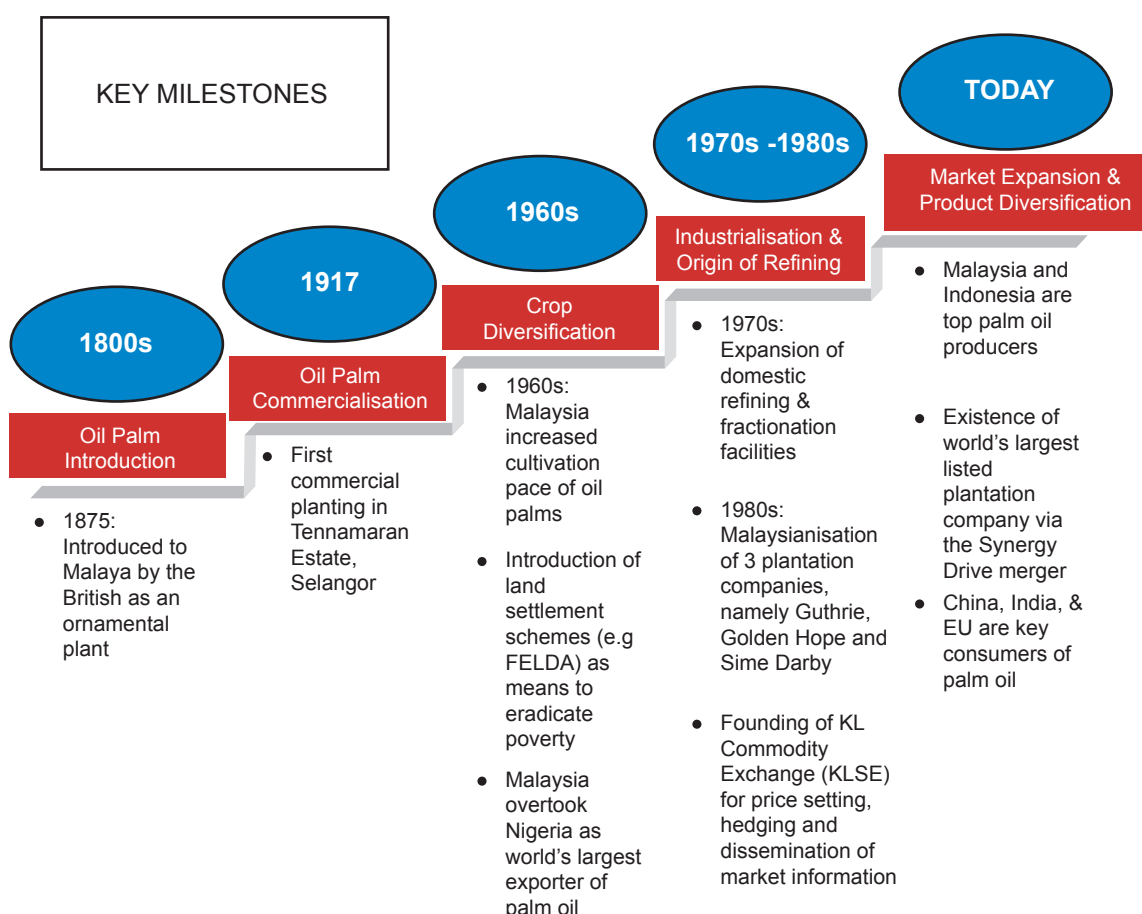 KEY MILESTONES
1800s
Oil Palm
Introduction
● 1875:
Introduced to
Malaya by the
British as an
ornamental
plant
1917
Oil Palm
Commercialisation
● First
commercial
planting in
Tennamaran
Estate,
Selangor
1960s
Crop
Diversification
● 1960s:
Malaysia
increased
cultivation
pace of oil
palms
● Introduction of
land
settlement
schemes (e.g
FELDA) as
means to
eradicate
poverty
● Malaysia
overtook
Nigeria as
world's largest
exporter of
palm oil
1970s -1980s
Industrialisation &
Origin of Refining
● 1970s:
Expansion of
domestic
refining &
fractionation
facilities
● 1980s:
Malaysianisation
of 3 plantation
companies,
namely Guthrie,
Golden Hope and
Sime Darby
● Founding of KL
Commodity
Exchange (KLSE)
for price setting,
hedging and
dissemination of
market information
TODAY
Market Expansion &
Product Diversification
● Malaysia and
Indonesia are
top palm oil
producers
● Existence of
world's largest
listed
plantation
company via
the Synergy
Drive merger
● China, India, &
EU are key
consumers of
palm oil